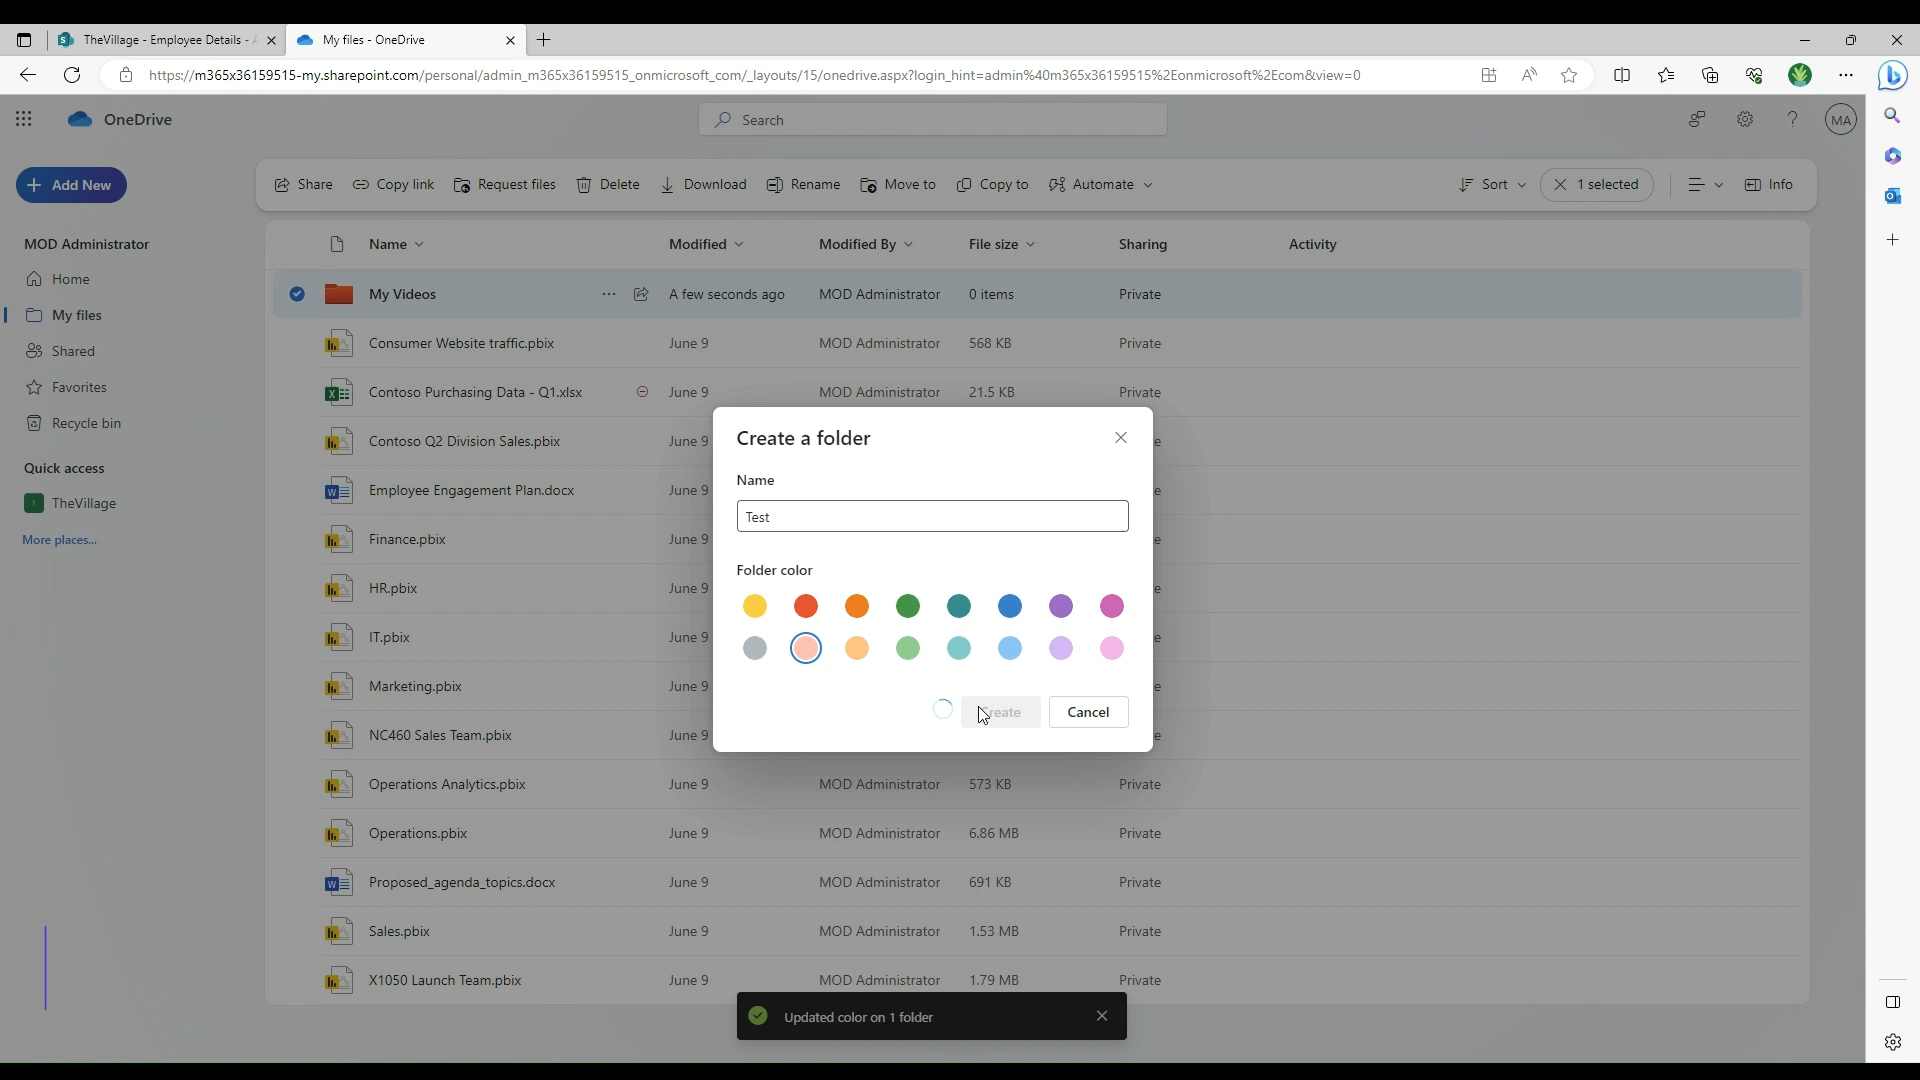 TheVillage - Employee Details - A
My files - OneDrive
https://m365x36159515-my.sharepoint.com/personal/admin_m365x36159515_onmicrosoft_com/_layouts/15/onedrive.aspx?login_hint=admin%40m365x36159515%2Eonmicrosoft%2Ecom&view=0
OneDrive
Search
MA
Add New
Share Copy link Request files Delete Download Rename Move to Copy to Automate Sort 1 selected Info
MOD Administrator
Home
My files
Shared
Favorites
Recycle bin
Quick access
TheVillage
More places...
Name Modified Modified By File size Sharing Activity
My Videos A few seconds ago MOD Administrator 0 items Private
Consumer Website traffic.pbix June 9 MOD Administrator 568 KB Private
Contoso Purchasing Data - Q1.xlsx June 9 MOD Administrator 21.5 KB Private
Contoso Q2 Division Sales.pbix June 9
Employee Engagement Plan.docx June 9
Finance.pbix June 9
HR.pbix June 9
IT.pbix June 9
Marketing.pbix June 9
NC460 Sales Team.pbix June 9
Operations Analytics.pbix June 9 MOD Administrator 573 KB Private
Operations.pbix June 9 MOD Administrator 6.86 MB Private
Proposed_agenda_topics.docx June 9 MOD Administrator 691 KB Private
Sales.pbix June 9 MOD Administrator 1.53 MB Private
X1050 Launch Team.pbix June 9 MOD Administrator 1.79 MB Private
Create a folder
Name
Test
Folder color
Create Cancel
Updated color on 1 folder